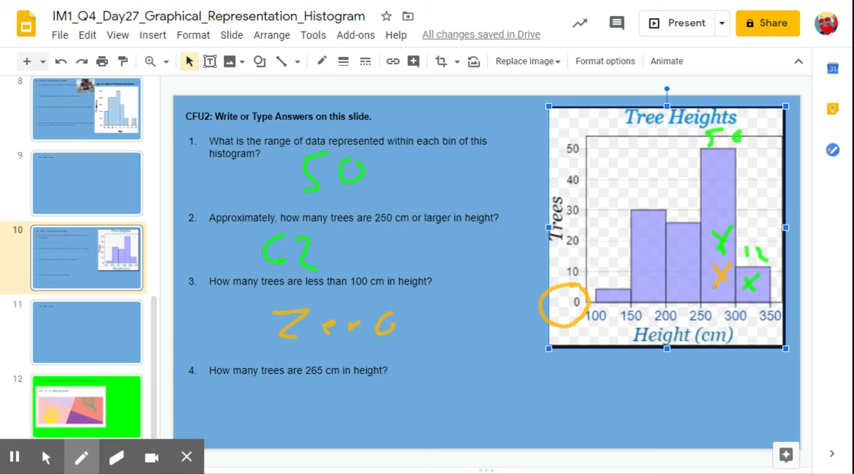 IM1_Q4_Day27_Graphical_Representation_Histogram
File Edit View Insert Format Slide Arrange Tools Add-ons Help All changes saved in Drive
Present
Share
Replace image
Format options
Animate
8
9
10
11
12
CFU2: Write or Type Answers on this slide.
1. What is the range of data represented within each bin of this
histogram?
50
2. Approximately, how many trees are 250 cm or larger in height?
62
3. How many trees are less than 100 cm in height?
Zero
4. How many trees are 265 cm in height?
Tree Heights
50
50
40
30
20
10
0
12
X
X
X
Trees
100 150 200 250 300 350
Height (cm)
31